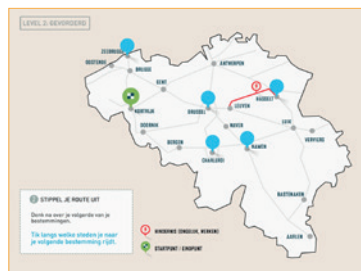 LEVEL 2: GEVORDERD
ZEEBRUGGE
OOSTENDE
BRUGGE
ANTWERPEN
GENT
HASSELT
KORTRIJK
BRUSSEL
LEUVEN
DOORNIK
WAVER
LUIK
VERVIERS
BERGEN
NAMEN
CHARLEROI
BASTENAKEN
AARLEN
STIPPEL JE ROUTE UIT
Denk na over je volgorde van je
bestemmingen.
Tik langs welke steden je naar
je volgende bestemming rijdt.
HINDERNIS (ONGELUK, WERKEN)
STARTPUNT / EINDPUNT